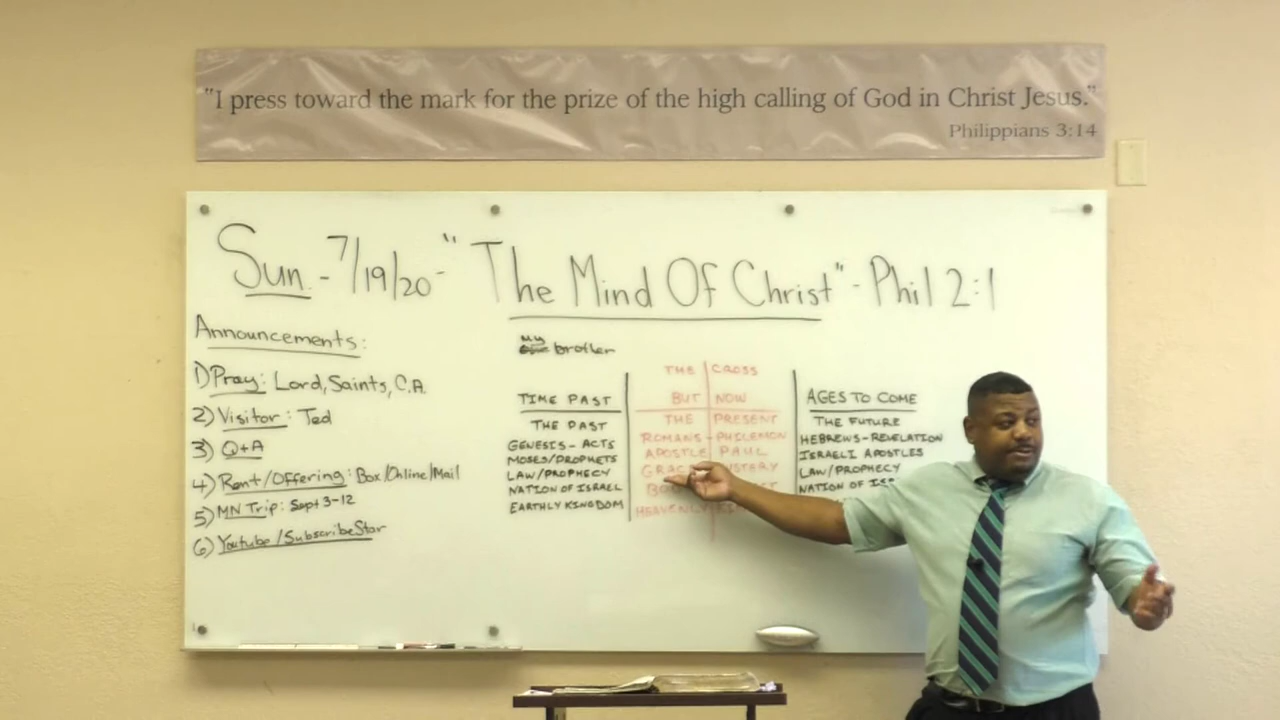 "I press toward the mark for the prize of the high calling of God in Christ Jesus."
Philippians 3:14
Sun. - 7/19/20 - "The Mind Of Christ" - Phil 2:1
Announcements:
1) Pray: Lord, Saints, C.A.
2) Visitor: Ted
3) Q+A
4) Rent/Offering: Box/Online/Mail
5) MN Trip: Sept 3-12
6) Youtube/SubscribeStar
my
brother
TIME PAST
THE PAST
GENESIS - ACTS
MOSES/PROPHETS
LAW/PROPHECY
NATION OF ISRAEL
EARTHLY KINGDOM
THE CROSS
BUT NOW
THE PRESENT
ROMANS - PHILEMON
APOSTLE PAUL
HEAVENLY
AGES TO COME
THE FUTURE
HEBREWS - REVELATION
ISRAELI APOSTLES
LAW/PROPHECY
NATION OF